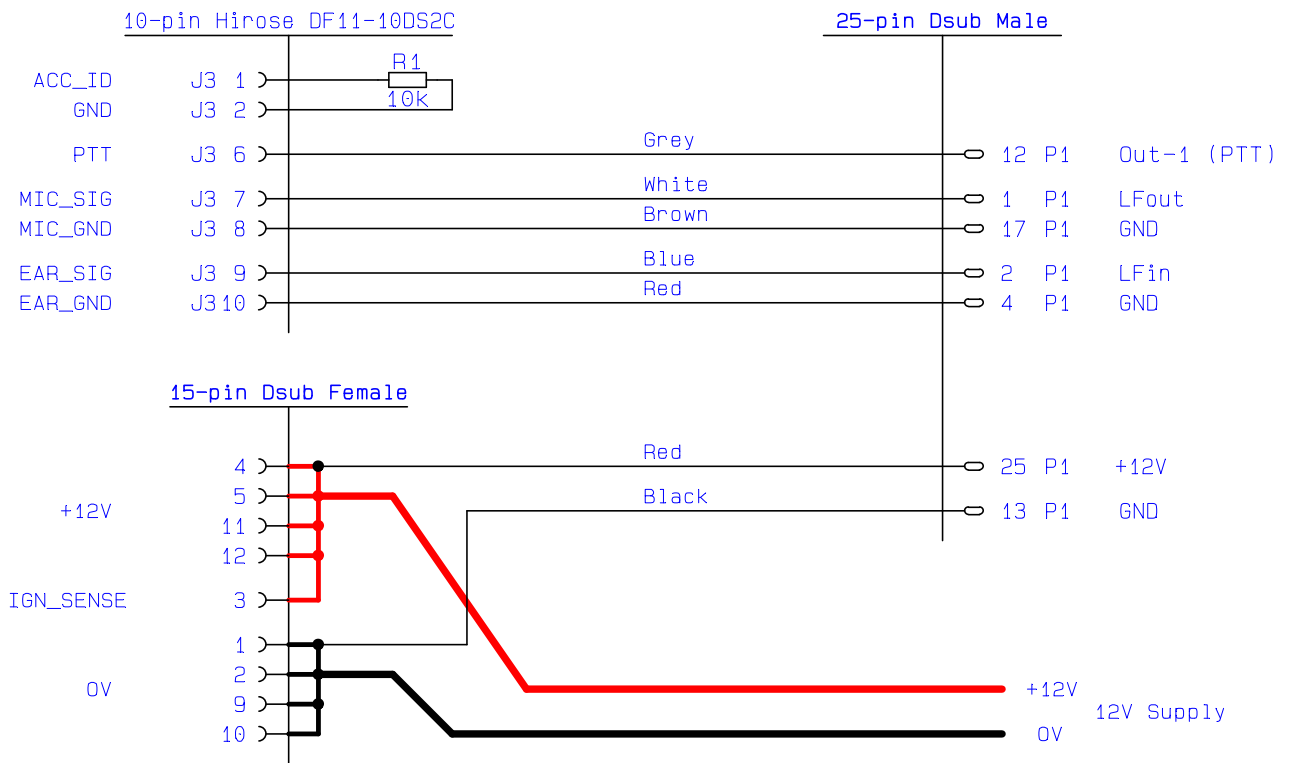 10-pin Hirose DF11-10DS2C 25-pin Dsub Male
R1
ACC_ID J3 1
10k
GND J3 2
Grey
PTT J3 6 12 P1 Out-1 (PTT)
White
MIC_SIG J3 7 1 P1 LFout
Brown
MIC_GND J3 8 17 P1 GND
Blue
EAR_SIG J3 9 2 P1 LFin
Red
EAR_GND J3 10 4 P1 GND
15-pin Dsub Female
Red
4 25 P1 +12V
5 Black
+12V 13 P1 GND
11
12
IGN_SENSE 3
1
2
0V +12V
9 12V Supply
10 0V